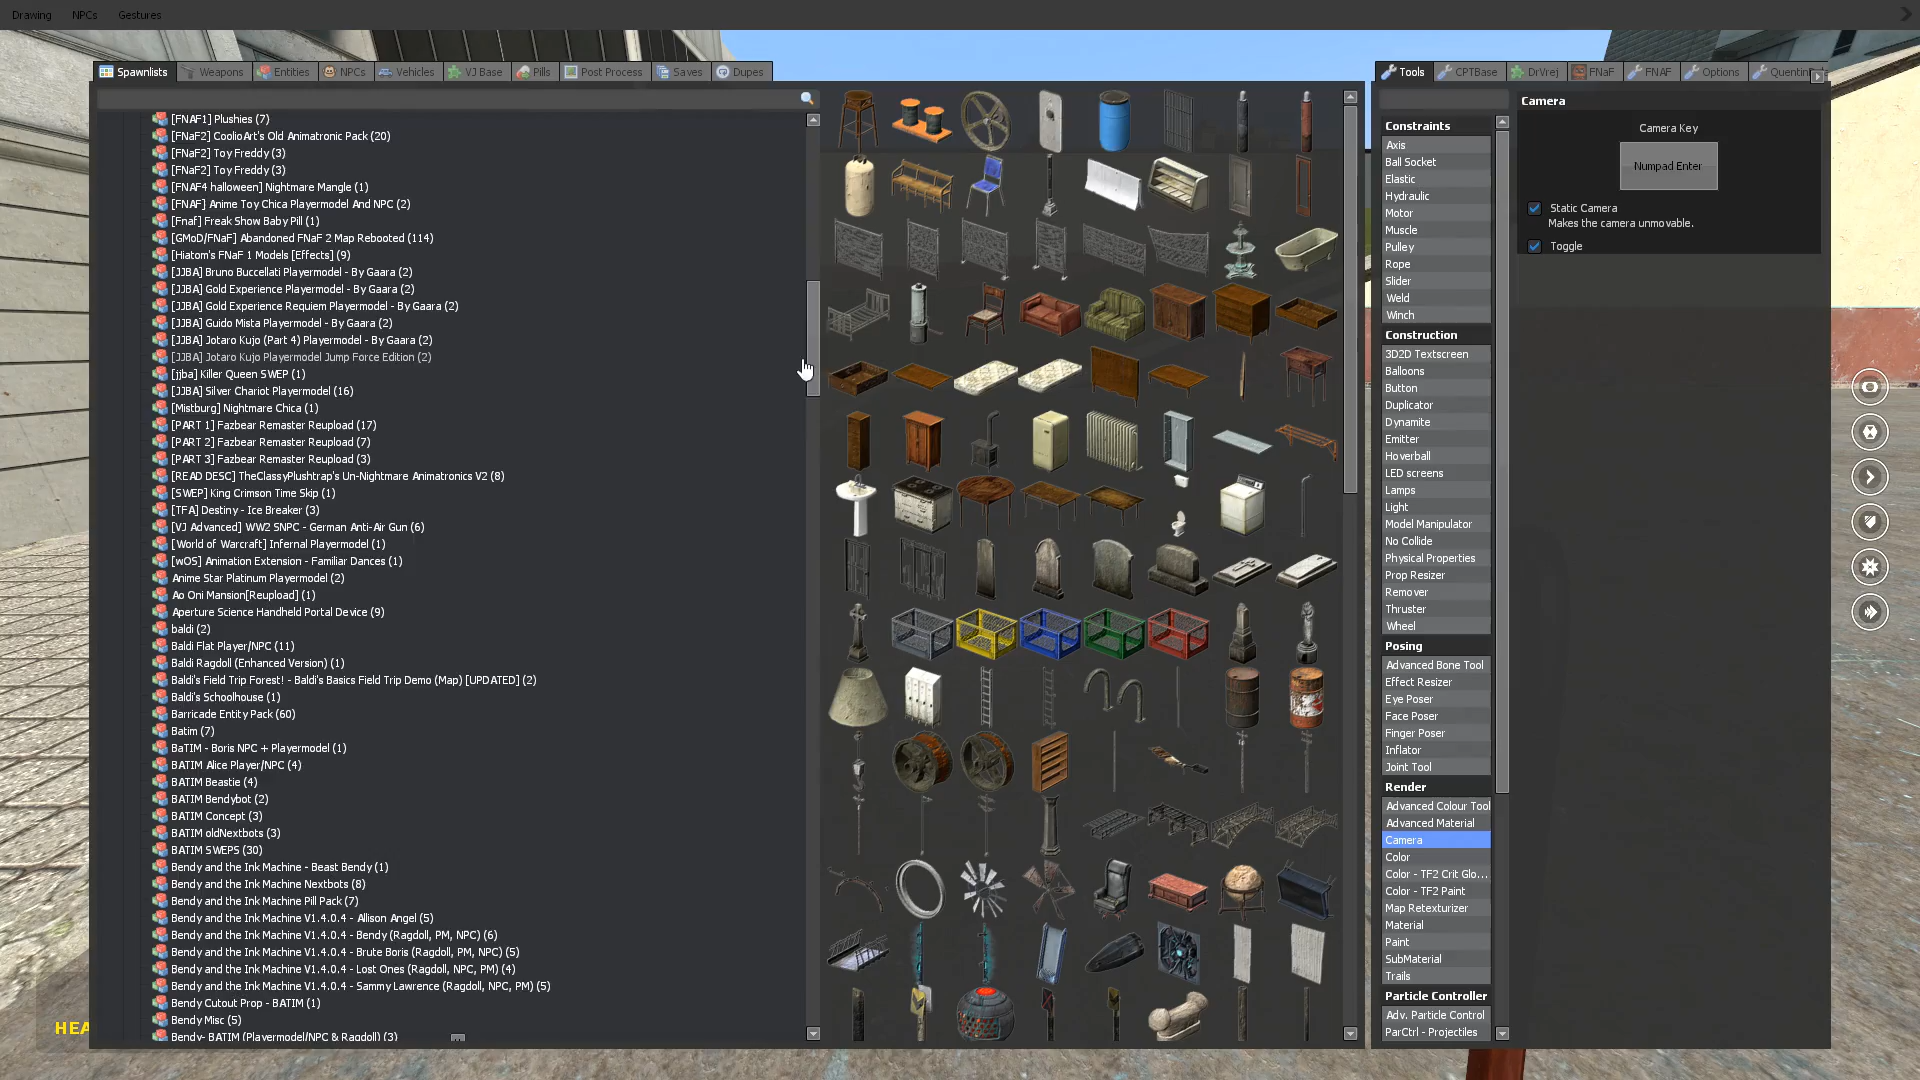 Drawing NPCs Gestures
Spawnlists Weapons Entities NPCs Vehicles VJ Base Pills Post Process Saves Dupes
[FNAF1] Plushies (7)
[FNaF2] CoolioArt's Old Animatronic Pack (20)
[FNaF2] Toy Freddy (3)
[FNaF2] Toy Freddy (3)
[FNAF4 halloween] Nightmare Mangle (1)
[FNAF] Anime Toy Chica Playermodel And NPC (2)
[Fnaf] Freak Show Baby Pill (1)
[GMoD/FNaF] Abandoned FNaF 2 Map Rebooted (114)
[Hiatom's FNaF 1 Models [Effects] (9)
[JJBA] Bruno Buccellati Playermodel - By Gaara (2)
[JJBA] Gold Experience Playermodel - By Gaara (2)
[JJBA] Gold Experience Requiem Playermodel - By Gaara (2)
[JJBA] Guido Mista Playermodel - By Gaara (2)
[JJBA] Jotaro Kujo (Part 4) Playermodel - By Gaara (2)
[JJBA] Jotaro Kujo Playermodel Jump Force Edition (2)
[jjba] Killer Queen SWEP (1)
[JJBA] Silver Chariot Playermodel (16)
[Mistburg] Nightmare Chica (1)
[PART 1] Fazbear Remaster Reupload (17)
[PART 2] Fazbear Remaster Reupload (7)
[PART 3] Fazbear Remaster Reupload (3)
[READ DESC] TheClassyPlushtrap's Un-Nightmare Animatronics V2 (8)
[SWEP] King Crimson Time Skip (1)
[TFA] Destiny - Ice Breaker (3)
[VJ Advanced] WW2 SNPC - German Anti-Air Gun (6)
[World of Warcraft] Infernal Playermodel (1)
[wOS] Animation Extension - Familiar Dances (1)
Anime Star Platinum Playermodel (2)
Ao Oni Mansion[Reupload] (1)
Aperture Science Handheld Portal Device (9)
baldi (2)
Baldi Flat Player/NPC (11)
Baldi Ragdoll (Enhanced Version) (1)
Baldi's Field Trip Forest! - Baldi's Basics Field Trip Demo (Map) [UPDATED] (2)
Baldi's Schoolhouse (1)
Barricade Entity Pack (60)
Batim (7)
BaTIM - Boris NPC + Playermodel (1)
BATIM Alice Player/NPC (4)
BATIM Beastie (4)
BATIM Bendybot (2)
BATIM Concept (3)
BATIM oldNextbots (3)
BATIM SWEPS (30)
Bendy and the Ink Machine - Beast Bendy (1)
Bendy and the Ink Machine Nextbots (8)
Bendy and the Ink Machine Pill Pack (7)
Bendy and the Ink Machine V1.4.0.4 - Allison Angel (5)
Bendy and the Ink Machine V1.4.0.4 - Bendy (Ragdoll, PM, NPC) (6)
Bendy and the Ink Machine V1.4.0.4 - Brute Boris (Ragdoll, PM, NPC) (5)
Bendy and the Ink Machine V1.4.0.4 - Lost Ones (Ragdoll, NPC, PM) (4)
Bendy and the Ink Machine V1.4.0.4 - Sammy Lawrence (Ragdoll, NPC, PM) (5)
Bendy Cutout Prop - BATIM (1)
Bendy Misc (5)
Bendy- BATIM (Playermodel/NPC & Ragdoll) (3)
HEA
Tools CPTBase DrVrej FNaF FNAF Options
Constraints
Axis
Ball Socket
Elastic
Hydraulic
Motor
Muscle
Pulley
Rope
Slider
Weld
Winch
Construction
3D2D Textscreen
Balloons
Button
Duplicator
Dynamite
Emitter
Hoverball
LED screens
Lamps
Light
Model Manipulator
No Collide
Physical Properties
Prop Resizer
Remover
Thruster
Wheel
Posing
Advanced Bone Tool
Effect Resizer
Eye Poser
Face Poser
Finger Poser
Inflator
Joint Tool
Render
Advanced Colour Tool
Advanced Material
Camera
Color
Color - TF2 Crit Glo...
Color - TF2 Paint
Map Retexturizer
Material
Paint
SubMaterial
Trails
Particle Controller
Adv. Particle Control
ParCtrl - Projectiles
Camera
Camera Key
Numpad Enter
Static Camera
Makes the camera unmovable.
Toggle